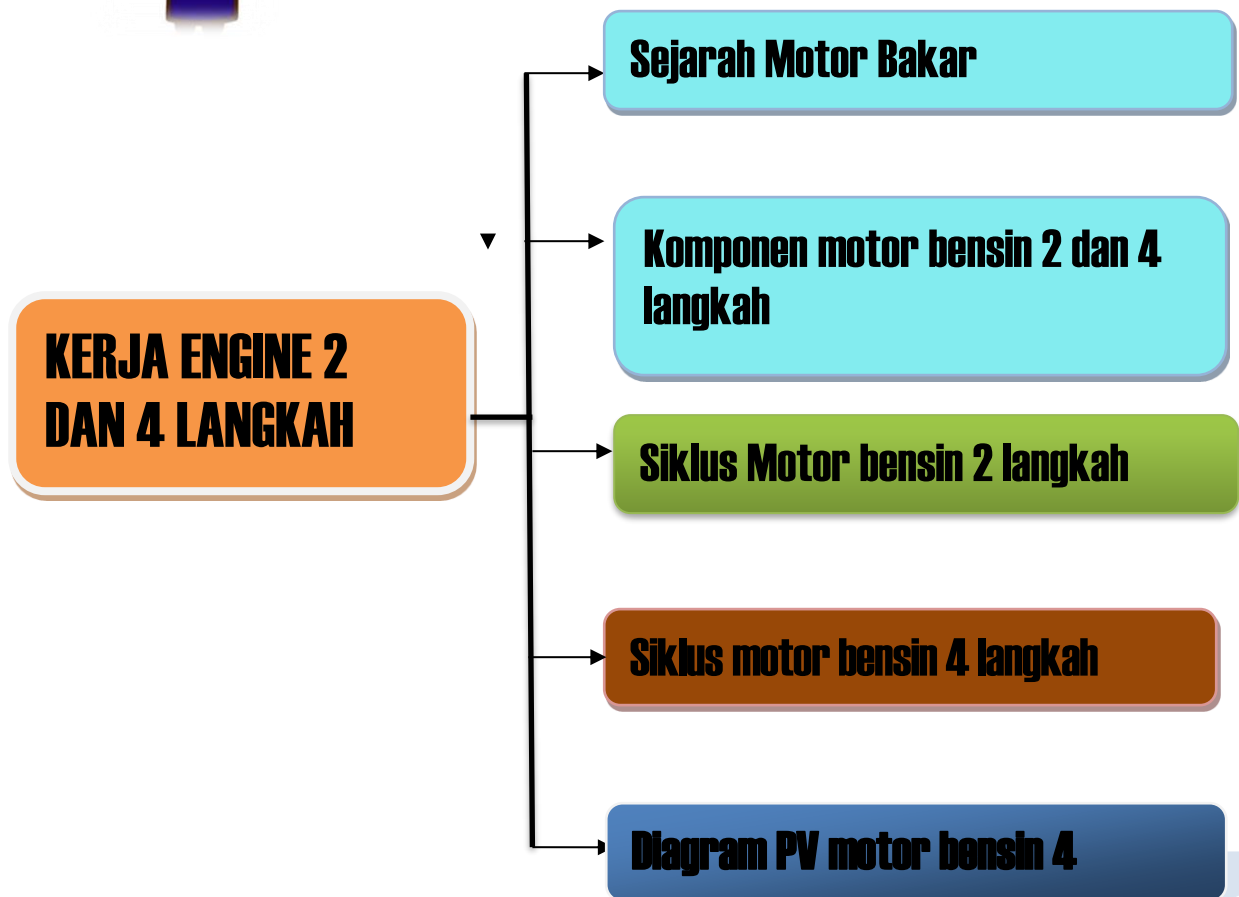 Sejarah Motor Bakar
Komponen motor bensin 2 dan 4
langkah
KERJA ENGINE 2
DAN 4 LANGKAH
Siklus Motor bensin 2 langkah
Siklus motor bensin 4 langkah
Diagram PV motor bensin 4